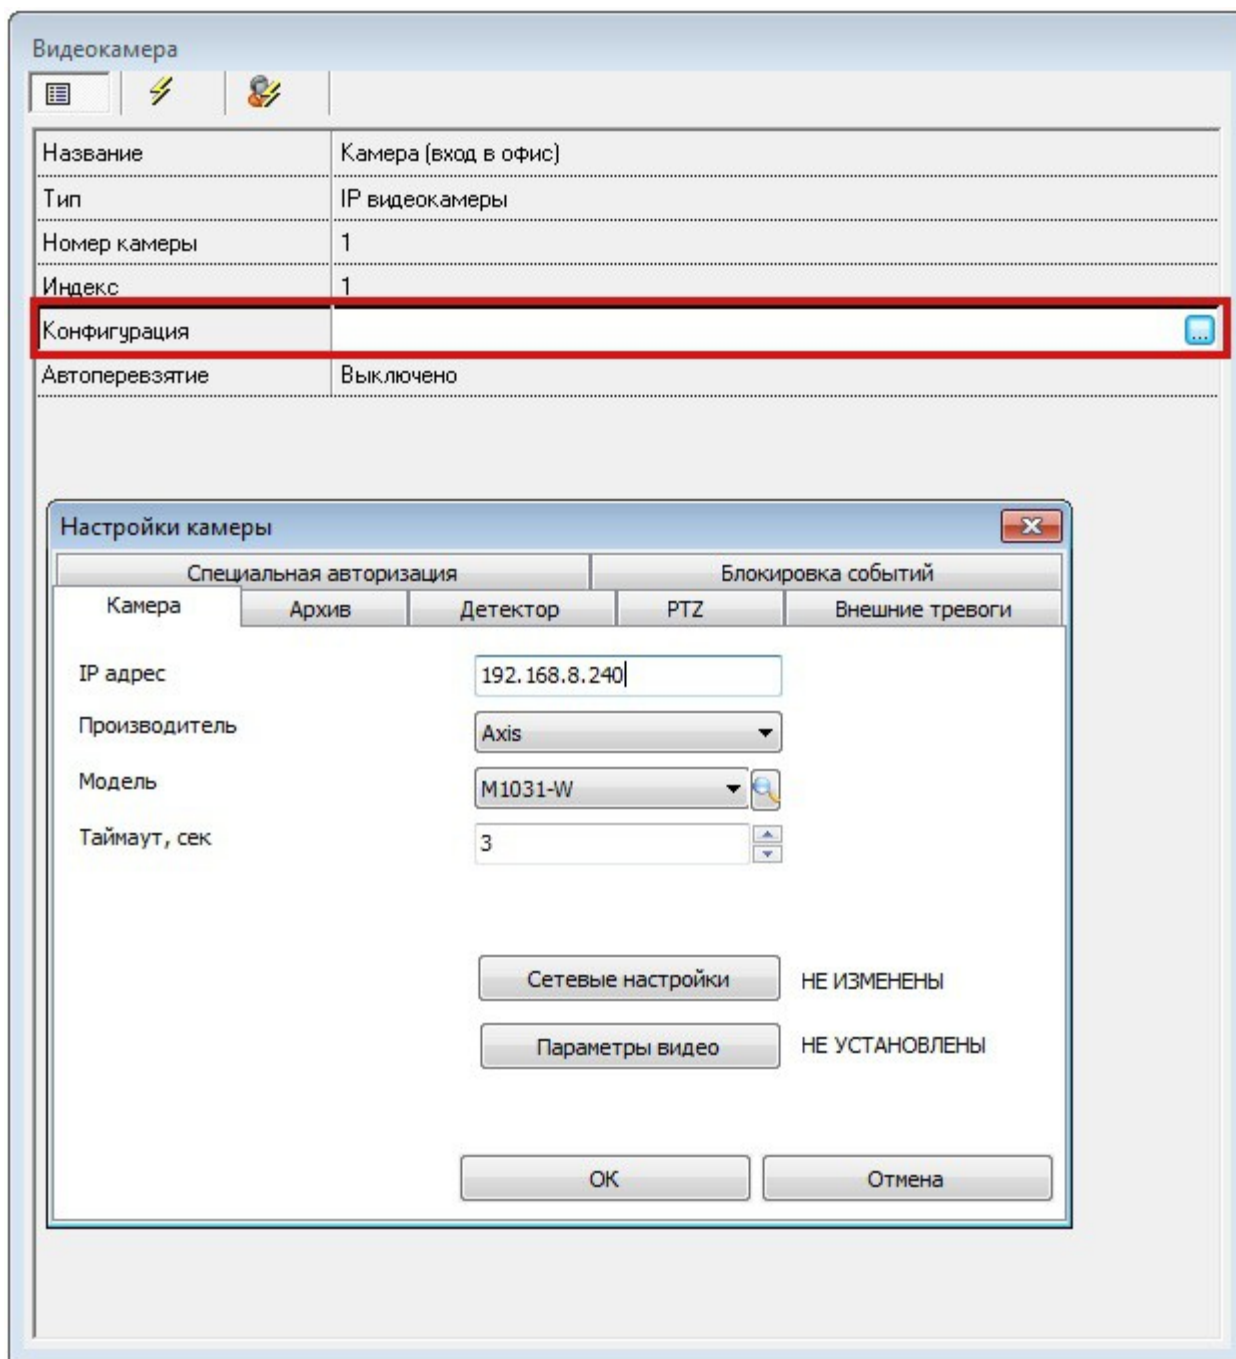 Видеокамера
Название Камера (вход в офис)
Тип IP видеокамеры
Номер камеры 1
Индекс 1
Конфигурация ...
Автоперевзятие Выключено
Настройки камеры
Специальная авторизация Блокировка событий
Камера Архив Детектор PTZ Внешние тревоги
IP адрес 192.168.8.240
Производитель Axis
Модель M1031-W
Таймаут, сек 3
Сетевые настройки НЕ ИЗМЕНЕНЫ
Параметры видео НЕ УСТАНОВЛЕНЫ
ОК Отмена